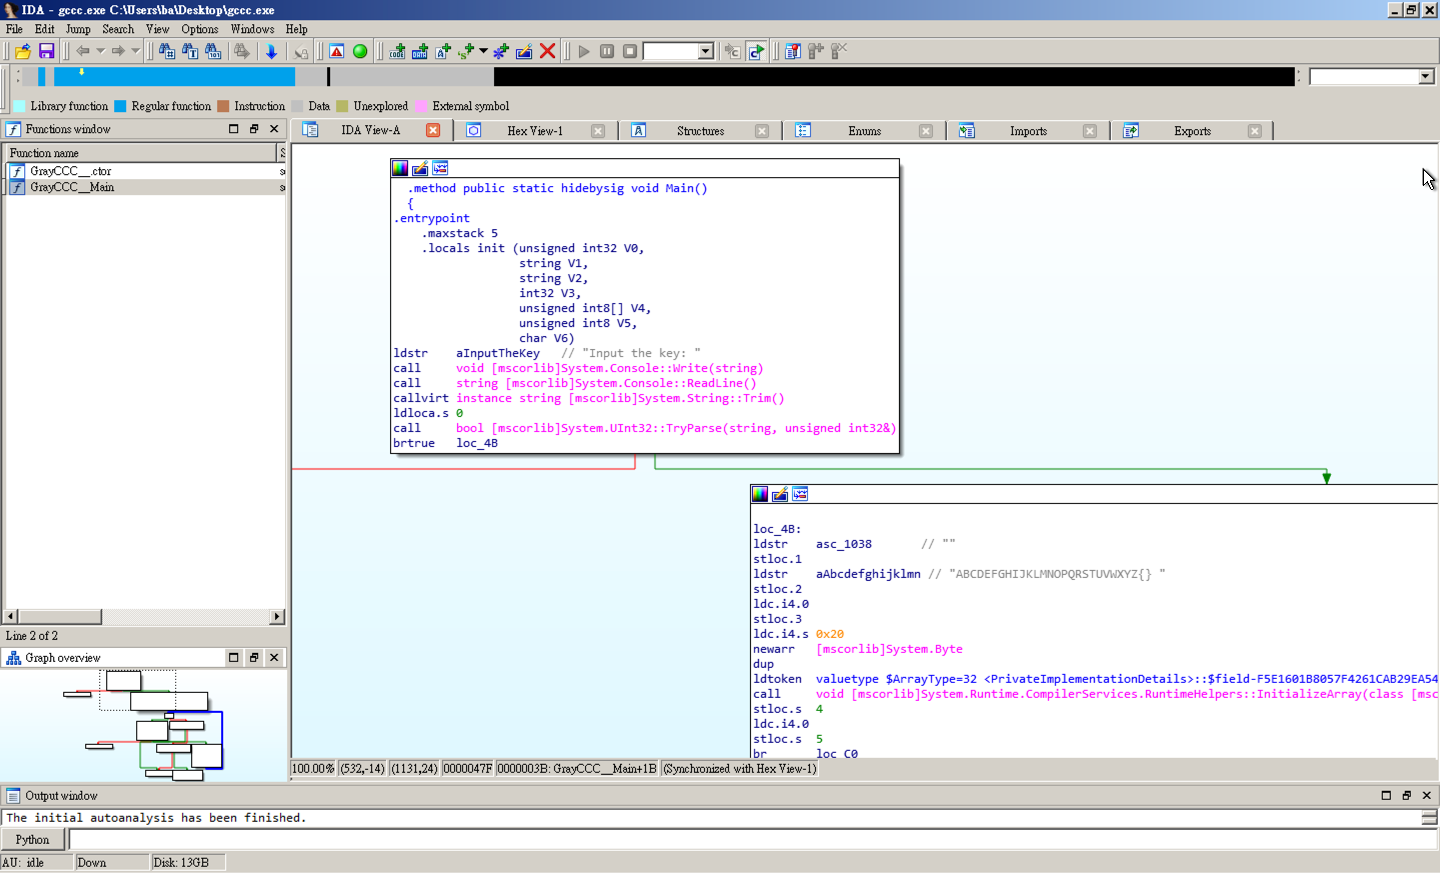 IDA - gccc.exe C:\Users\ba\Desktop\gccc.exe
File Edit Jump Search View Options Windows Help
Library function Regular function Instruction Data Unexplored External symbol
Functions window
Function name
GrayCCC__.ctor
GrayCCC__Main
Line 2 of 2
Graph overview
IDA View-A Hex View-1 Structures Enums Imports Exports
.method public static hidebysig void Main()
{
.entrypoint
.maxstack 5
.locals init (unsigned int32 V0,
string V1,
string V2,
int32 V3,
unsigned int8[] V4,
unsigned int8 V5,
char V6)
ldstr aInputTheKey // "Input the key: "
call void [mscorlib]System.Console::Write(string)
call string [mscorlib]System.Console::ReadLine()
callvirt instance string [mscorlib]System.String::Trim()
ldloca.s 0
call bool [mscorlib]System.UInt32::TryParse(string, unsigned int32&)
brtrue loc_4B
loc_4B:
ldstr asc_1038 // ""
stloc.1
ldstr aAbcdefghijklmn // "ABCDEFGHIJKLMNOPQRSTUVWXYZ{} "
stloc.2
ldc.i4.0
stloc.3
ldc.i4.s 0x20
newarr [mscorlib]System.Byte
dup
ldtoken valuetype $ArrayType=32 <PrivateImplementationDetails>::$field-F5E1601B8057F4261CAB29EA54
call void [mscorlib]System.Runtime.CompilerServices.RuntimeHelpers::InitializeArray(class [msc
stloc.s 4
ldc.i4.0
stloc.s 5
br loc_C0
100.00% (532,-14) (1131,24) 0000047F 0000003B: GrayCCC__Main+1B (Synchronized with Hex View-1)
Output window
The initial autoanalysis has been finished.
Python
AU: idle Down Disk: 13GB